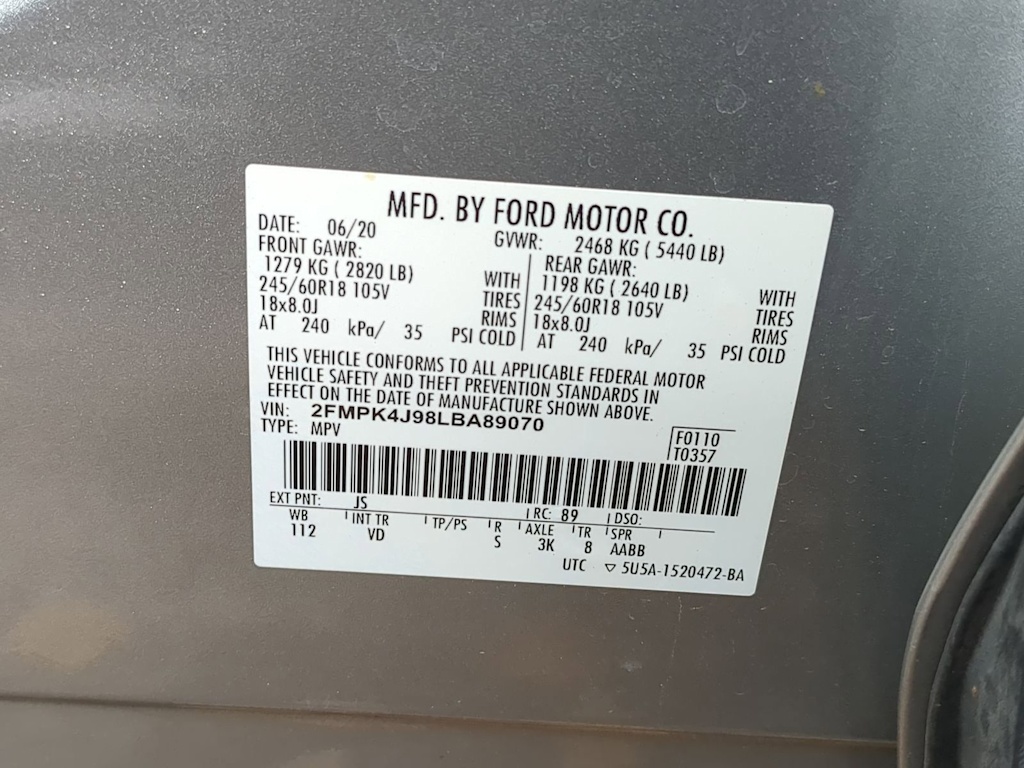 MFD. BY FORD MOTOR CO.
DATE: 06/20 GVWR: 2468 KG ( 5440 LB)
FRONT GAWR: REAR GAWR:
1279 KG ( 2820 LB) WITH 1198 KG ( 2640 LB) WITH
245/60R18 105V TIRES 245/60R18 105V TIRES
18x8.0J RIMS 18x8.0J RIMS
AT 240 kPa/ 35 PSI COLD AT 240 kPa/ 35 PSI COLD
THIS VEHICLE CONFORMS TO ALL APPLICABLE FEDERAL MOTOR
VEHICLE SAFETY AND THEFT PREVENTION STANDARDS IN
EFFECT ON THE DATE OF MANUFACTURE SHOWN ABOVE.
VIN: 2FMPK4J98LBA89070
TYPE: MPV F0110
T0357
EXT PNT: JS RC: 89 DSO:
WB INT TR TP/PS R AXLE TR SPR
112 VD S 3K 8 AABB
UTC ▽ 5U5A-1520472-BA